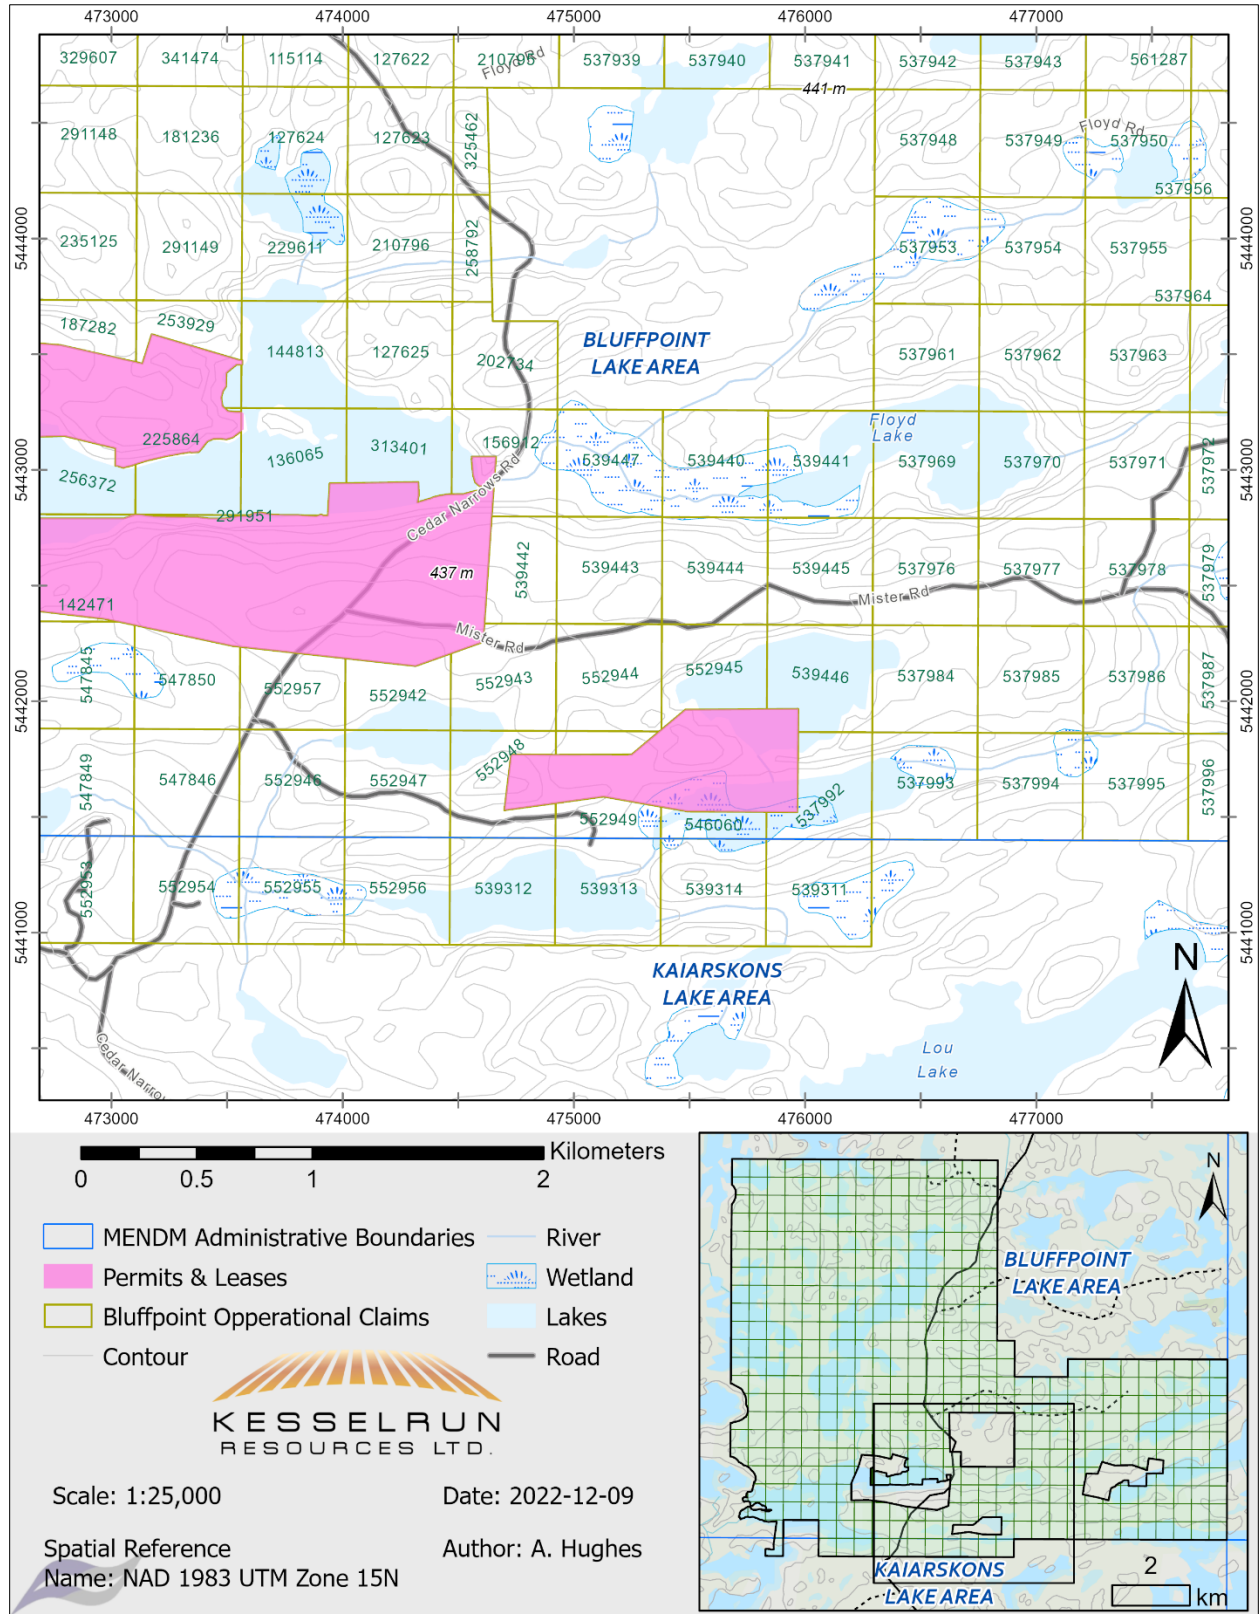 473000 474000 475000 476000 477000
329607 341474 115114 127622 Floyd Rd 537939 537940 537941 537942 537943 561287
441 m
291148 181236 127624 127623 325462 537948 537949 Floyd Rd 537950
537956
5444000 235125 291149 229611 210796 258792 537953 537954 537955 5444000
537964
187282 253929 144813 127625 202734 BLUFFPOINT
LAKE AREA
537961 537962 537963
225864 136065 313401 156912 Floyd
Lake
5443000 256372 539447 539440 539441 537969 537970 537971 537972 5443000
291951 Cedar Narrows Rd
437 m 539442 539443 539444 539445 537976 537977 537978 537979
142471 Mister Rd Mister Rd
5442000 547845 547850 552957 552942 552943 552944 552945 539446 537984 537985 537986 537987 5442000
547849 547846 552946 552947 552948 537992 537993 537994 537995 537996
552949 546060
552953 552954 552955 552956 539312 539313 539314 539311
5441000 5441000
KAIARSKONS
LAKE AREA
N
Lou
Lake
Cedar Narrow
473000 474000 475000 476000 477000
Kilometers
0 0.5 1 2
MENDM Administrative Boundaries
River
Permits & Leases
Wetland
Bluffpoint Opperational Claims
Lakes
Contour
Road
KESSELRUN
RESOURCES LTD.
Scale: 1:25,000
Date: 2022-12-09
Spatial Reference
Name: NAD 1983 UTM Zone 15N
Author: A. Hughes
N
BLUFFPOINT
LAKE AREA
KAIARSKONS
LAKE AREA
2
km